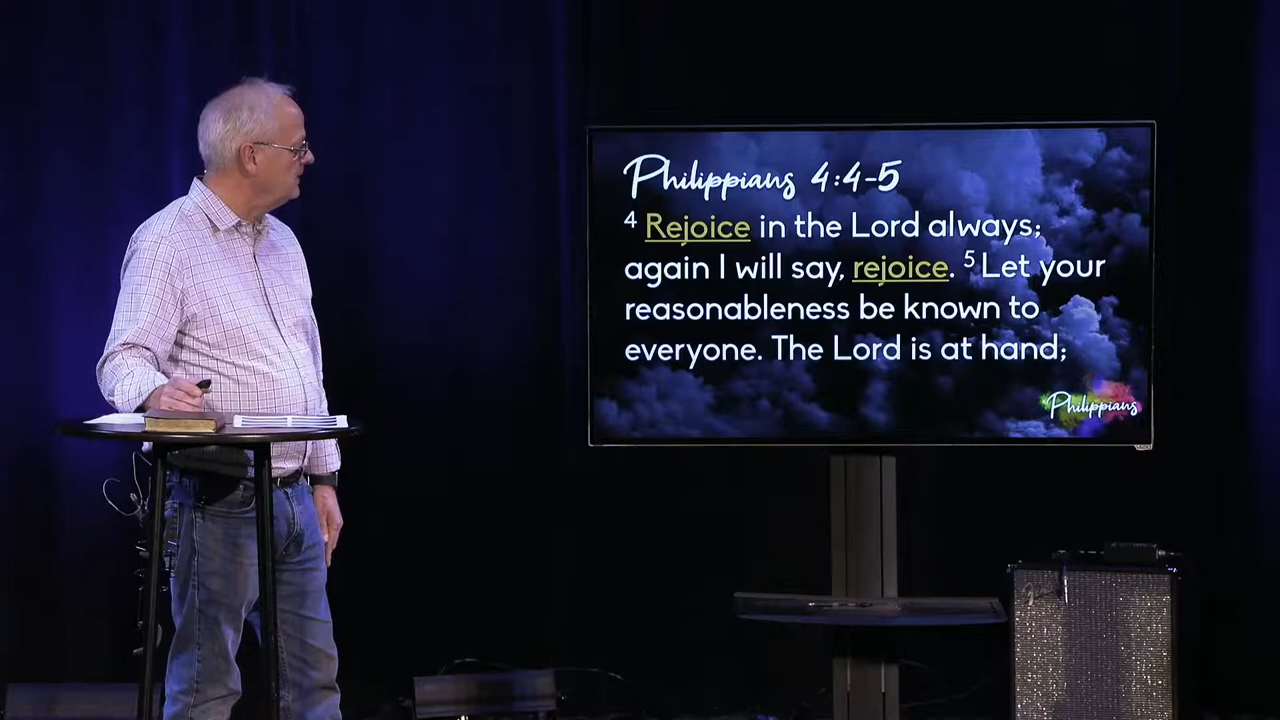 Philippians 4:4-5
4 Rejoice in the Lord always;
again I will say, rejoice. 5 Let your
reasonableness be known to
everyone. The Lord is at hand;
Philippians